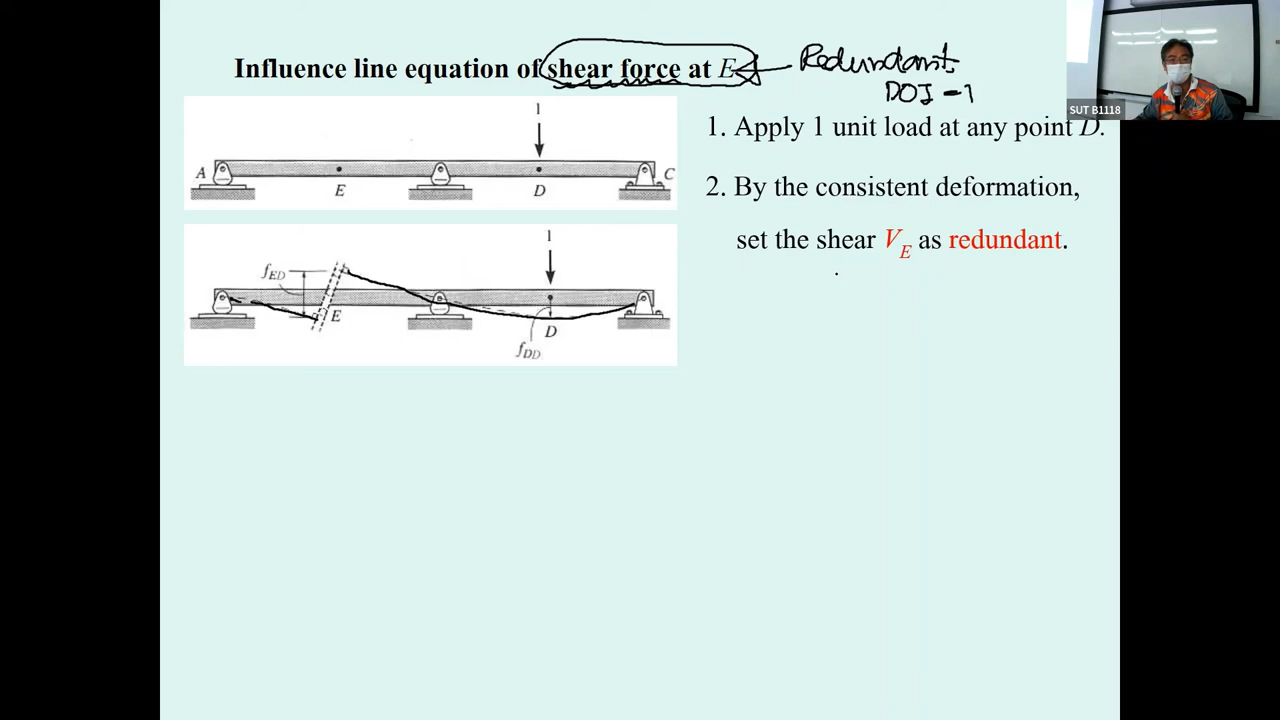 Influence line equation of shear force at E
Redundant
DOI - 1
SUT B1118
1
A
E
D
C
1. Apply 1 unit load at any point D.
2. By the consistent deformation,
set the shear V_E as redundant.
1
f_ED
E
D
f_DD